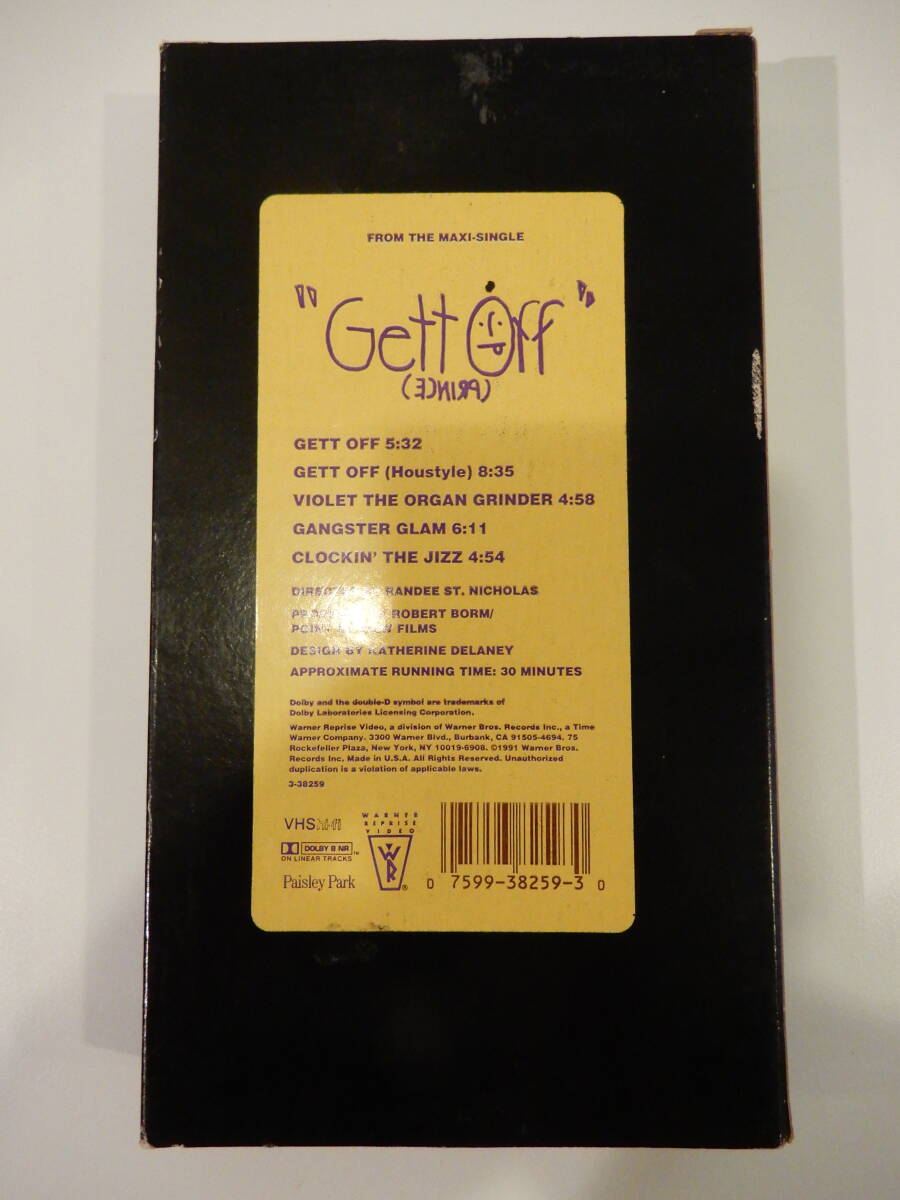 FROM THE MAXI-SINGLE
"Gett Off"
(PRINCE)
GETT OFF 5:32
GETT OFF (Houstyle) 8:35
VIOLET THE ORGAN GRINDER 4:58
GANGSTER GLAM 6:11
CLOCKIN' THE JIZZ 4:54
RANDEE ST. NICHOLAS
ROBERT BORM/
FILMS
DESIGN BY KATHERINE DELANEY
APPROXIMATE RUNNING TIME: 30 MINUTES
Dolby and the double-D symbol are trademarks of
Dolby Laboratories Licensing Corporation.
Warner Reprise Video, a division of Warner Bros. Records Inc., a Time
Warner Company. 3300 Warner Blvd., Burbank, CA 91505-4694. 75
Rockefeller Plaza, New York, NY 10019-6908. ©1991 Warner Bros.
Records Inc. Made in U.S.A. All Rights Reserved. Unauthorized
duplication is a violation of applicable laws.
3-38259
VHS hi-fi
DOLBY B NR™
ON LINEAR TRACKS
Paisley Park
WARNER
REPRISE
VIDEO
WR®
0 7599-38259-3 0